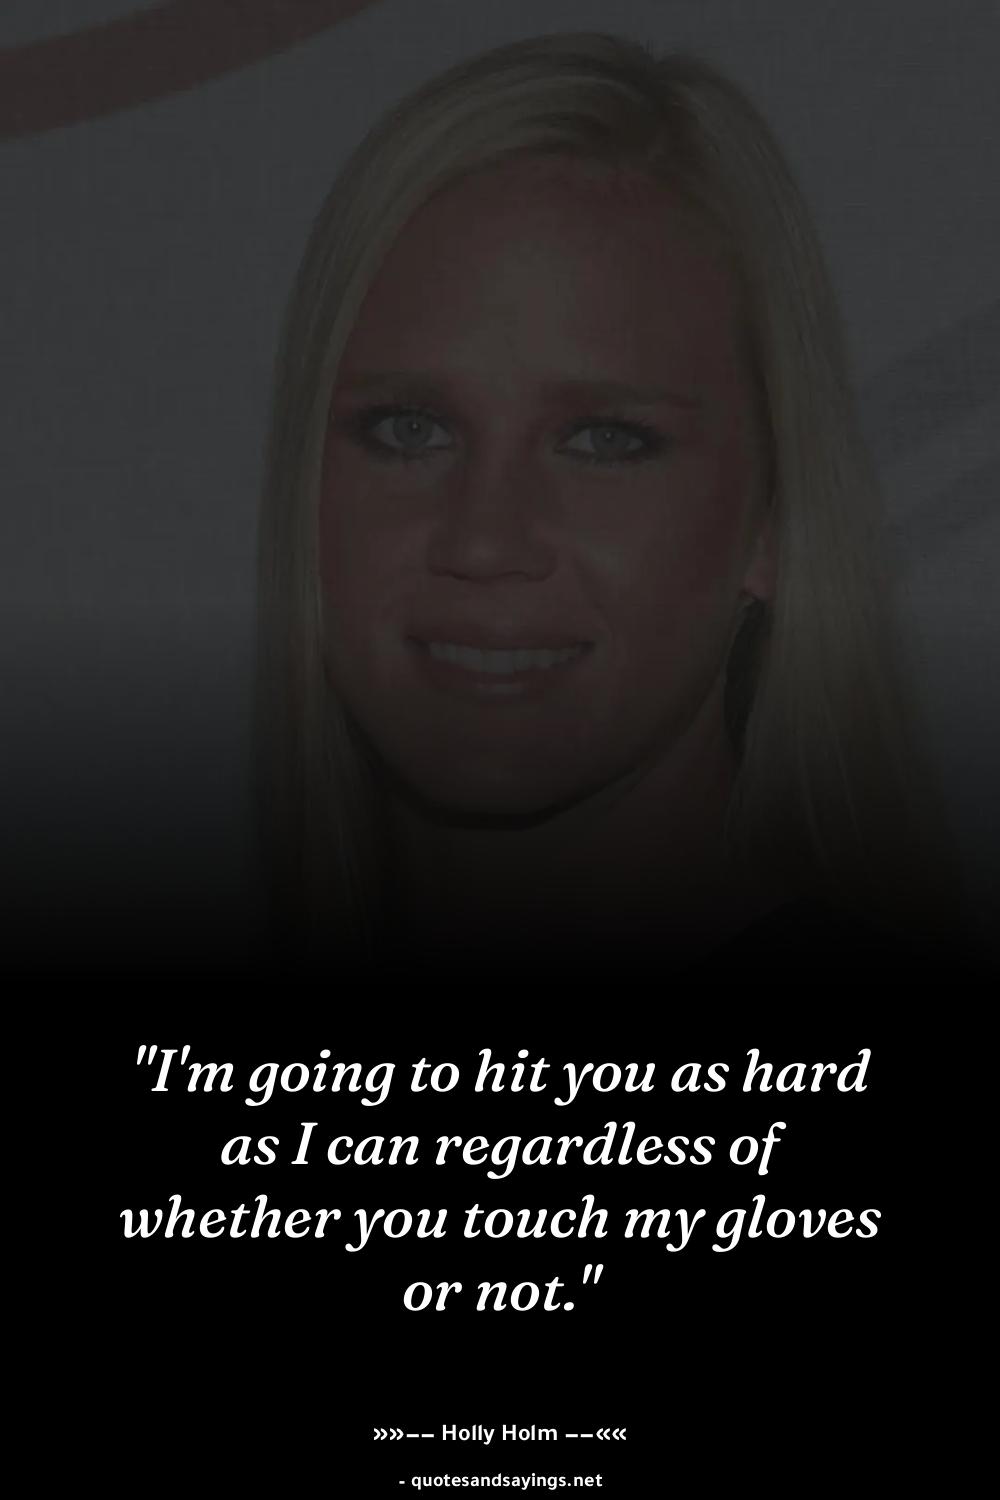 "I'm going to hit you as hard
as I can regardless of
whether you touch my gloves
or not."
»»–– Holly Holm ––««
- quotesandsayings.net